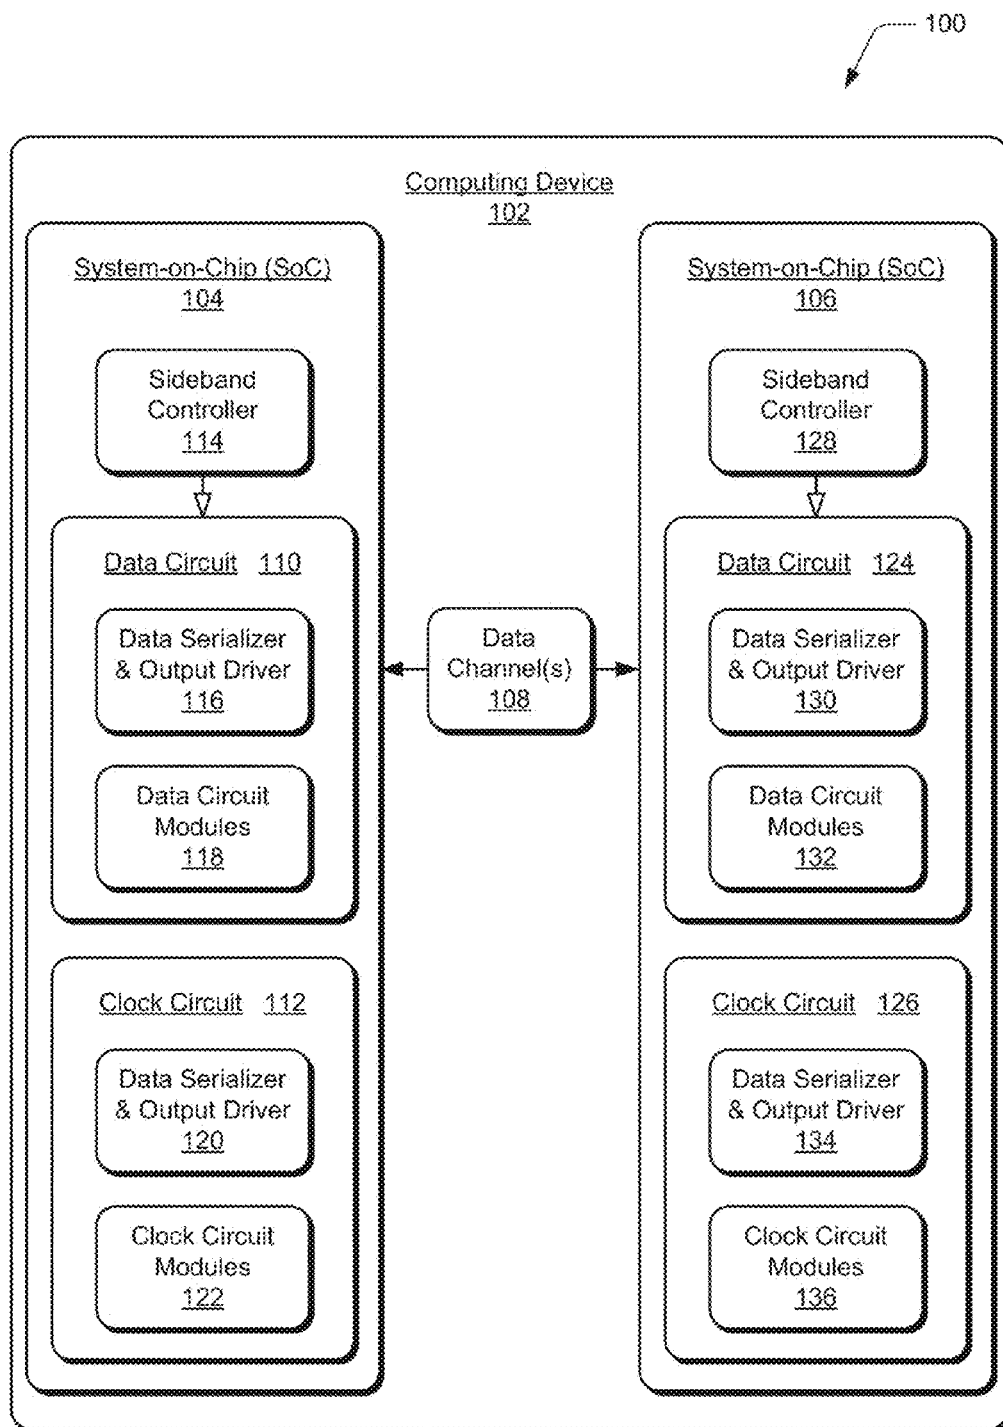 100
Computing Device
102
System-on-Chip (SoC)
104
Sideband
Controller
114
Data Circuit 110
Data Serializer
& Output Driver
116
Data Circuit
Modules
118
Clock Circuit 112
Data Serializer
& Output Driver
120
Clock Circuit
Modules
122
Data
Channel(s)
108
System-on-Chip (SoC)
106
Sideband
Controller
128
Data Circuit 124
Data Serializer
& Output Driver
130
Data Circuit
Modules
132
Clock Circuit 126
Data Serializer
& Output Driver
134
Clock Circuit
Modules
136